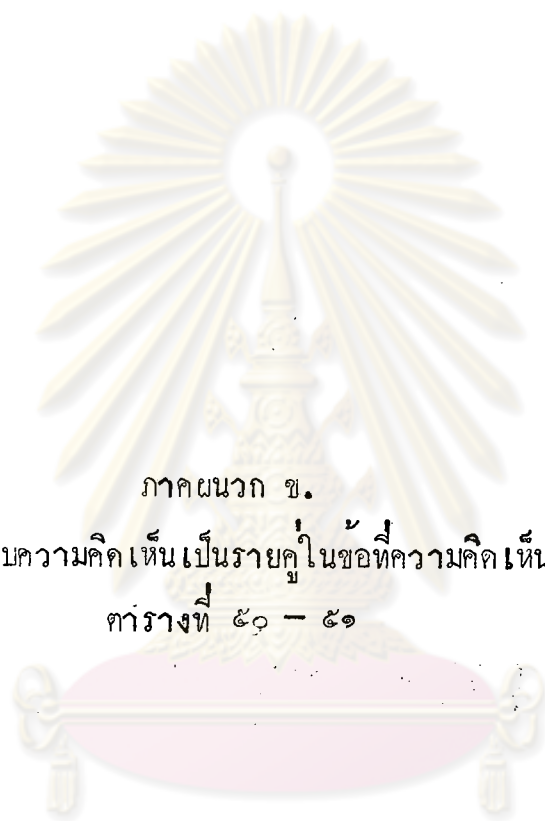 ภาคผนวก ข.
บความคิดเห็นเป็นรายคู่ในข้อที่ความคิดเห็น
ตารางที่ ๕๐ – ๕๑